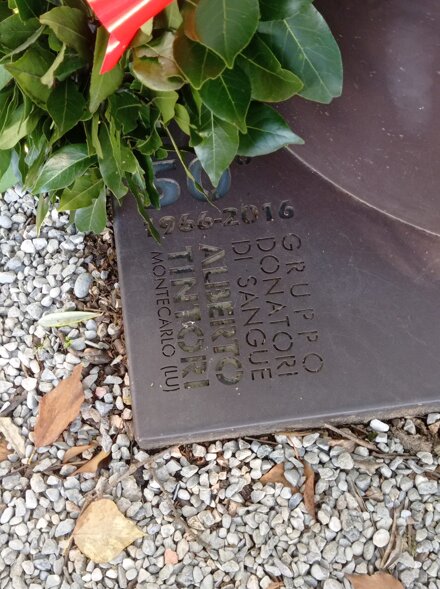 50°
1966-2016
GRUPPO
DONATORI
DI SANGUE
ALBERTO
TINTORI
MONTECARLO (LU)